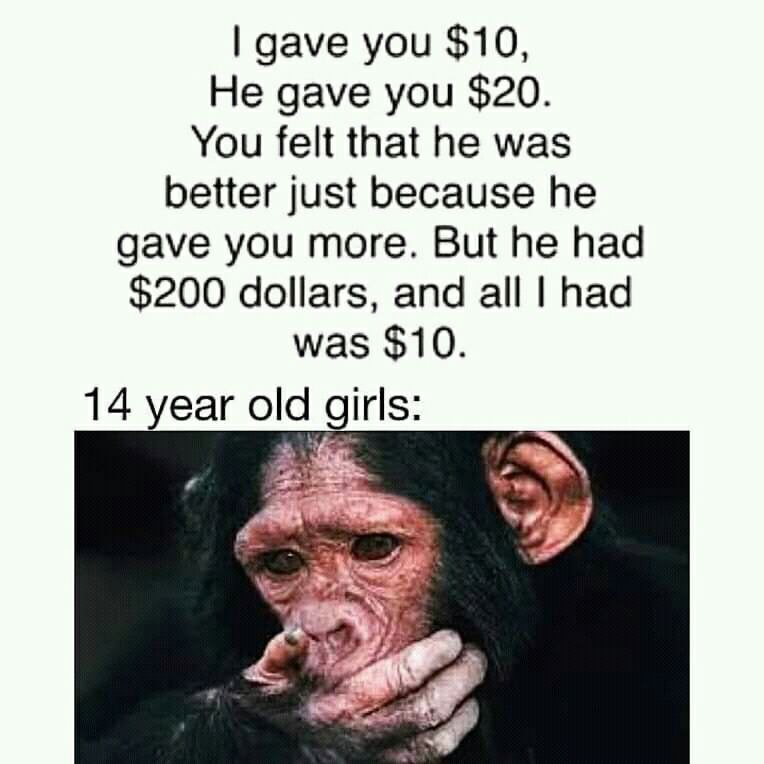 I gave you $10,
He gave you $20.
You felt that he was
better just because he
gave you more. But he had
$200 dollars, and all I had
was $10.
14 year old girls: